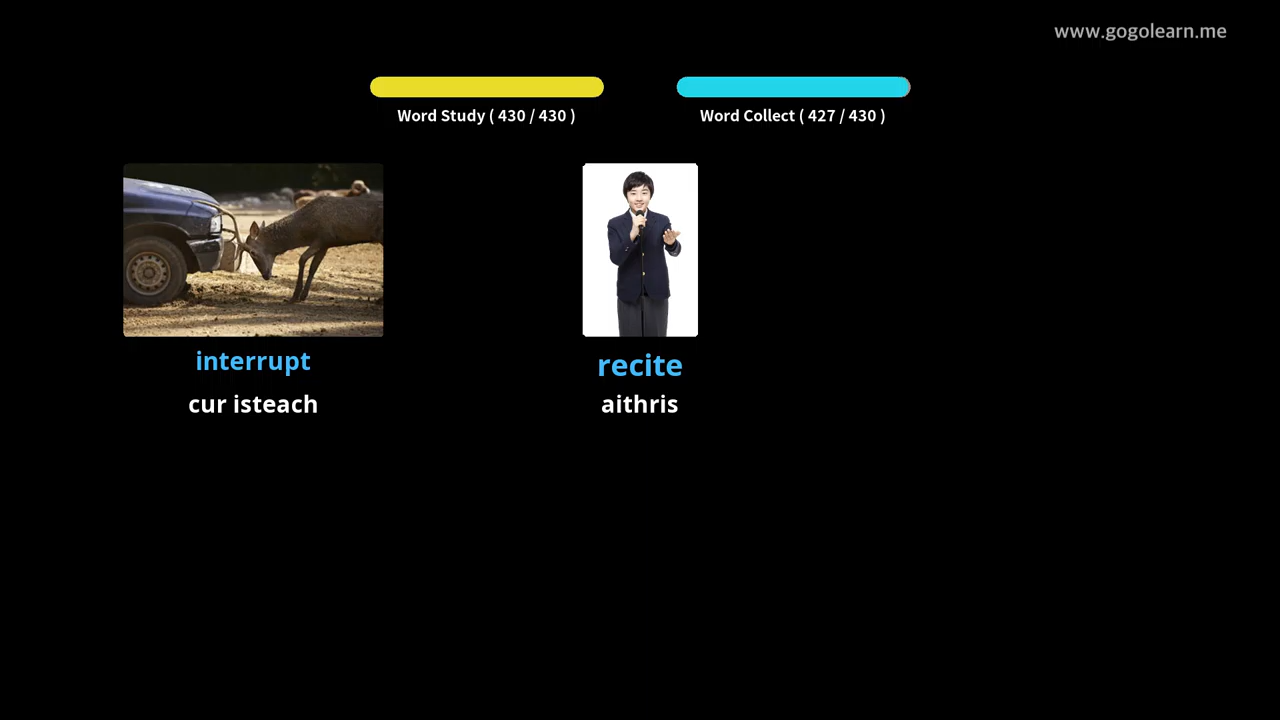 www.gogolearn.me
Word Study ( 430 / 430 )
Word Collect ( 427 / 430 )
interrupt
cur isteach
recite
aithris